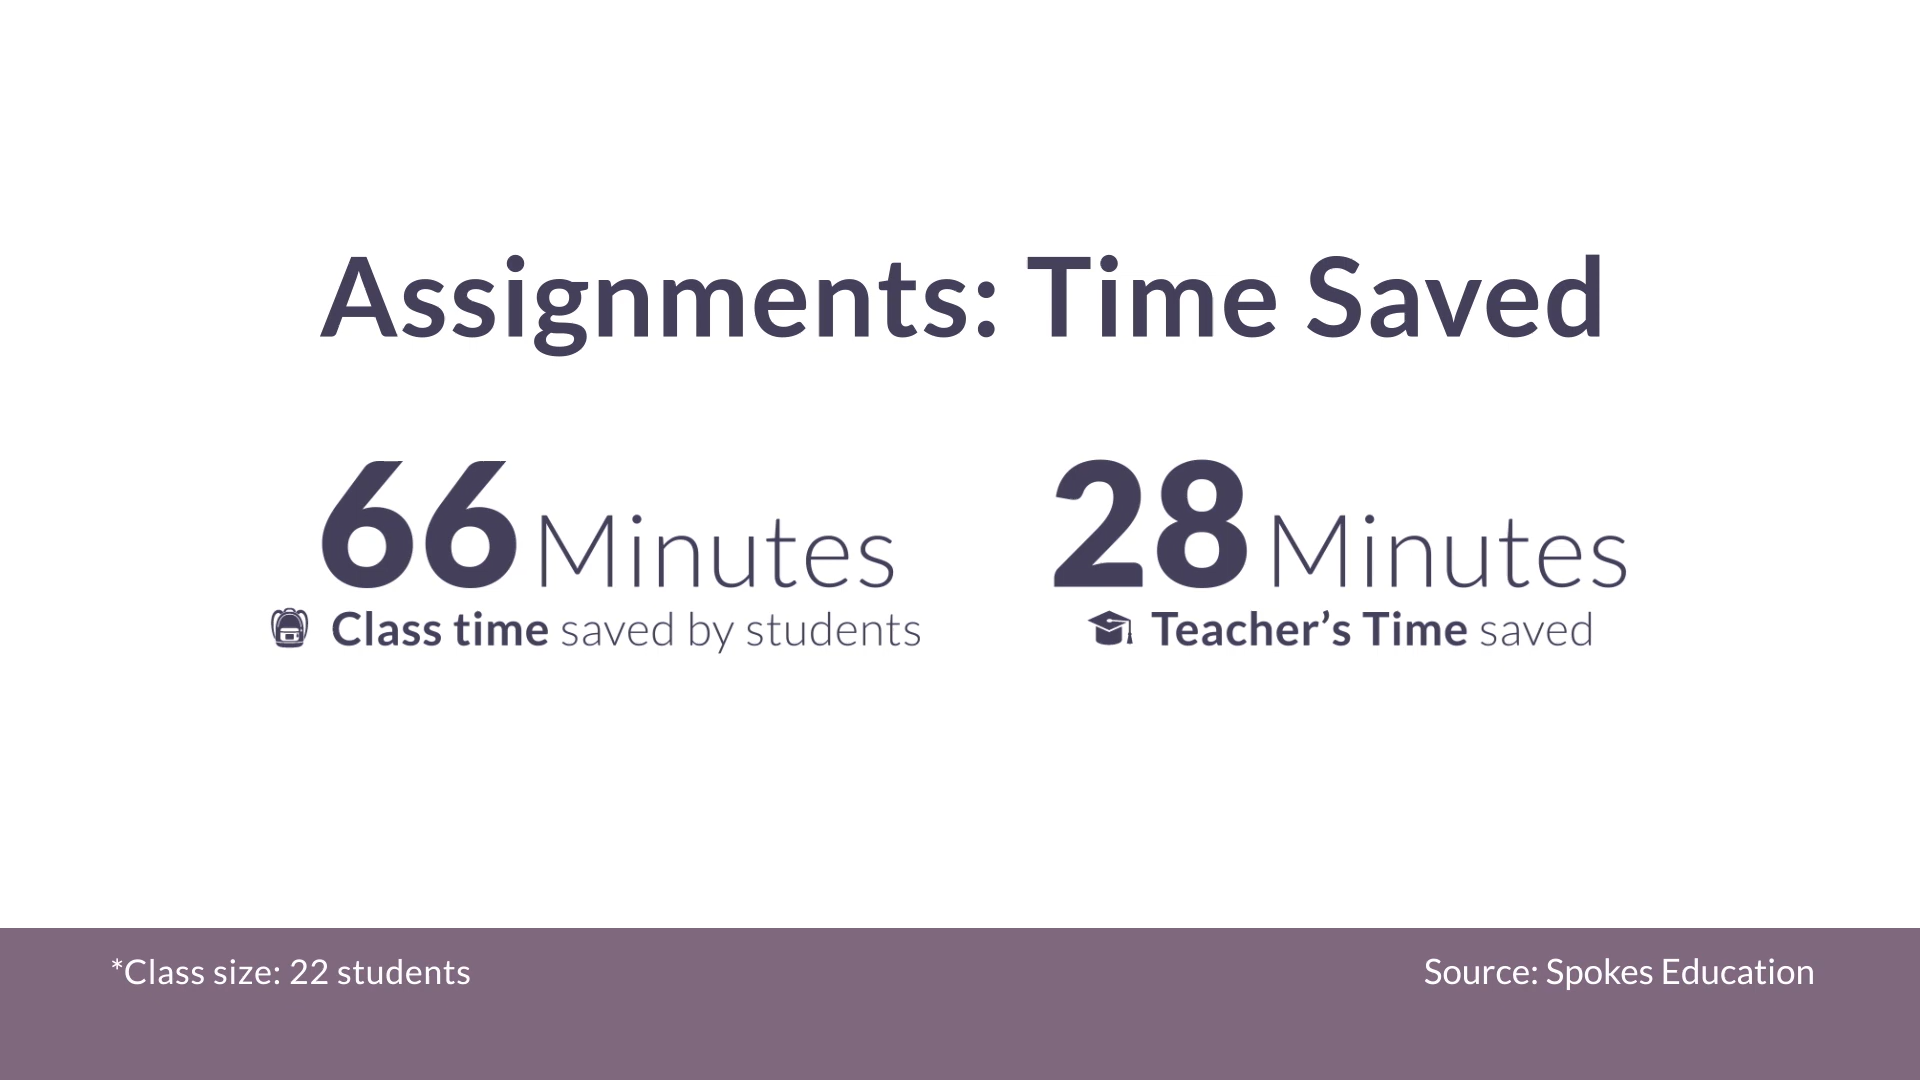 Assignments: Time Saved
66 Minutes
Class time saved by students
28 Minutes
Teacher’s Time saved
*Class size: 22 students
Source: Spokes Education